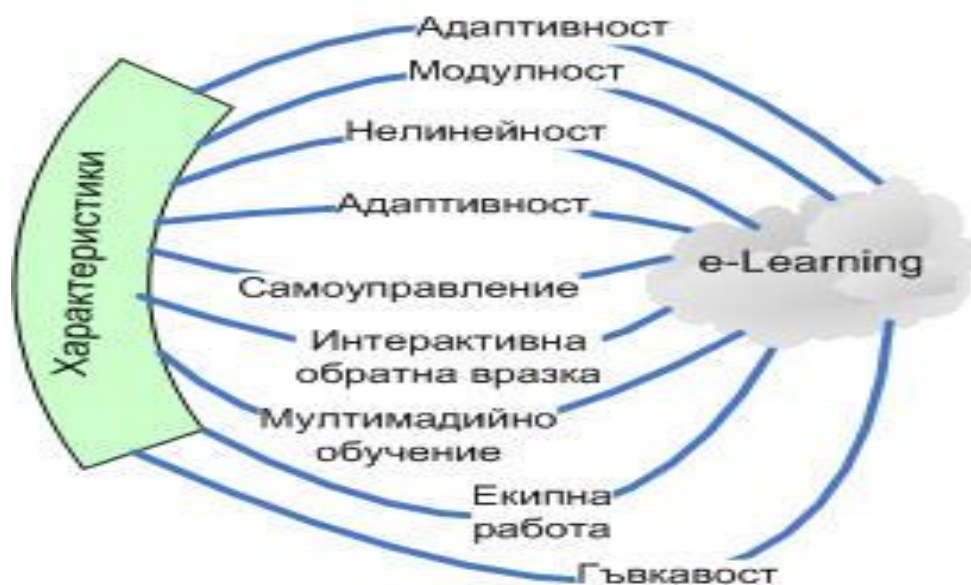 Адаптивност
Модулност
Нелинейност
Адаптивност
Самоуправление
Интерактивна
обратна вразка
Мултимадийно
обучение
Екипна
работа
Гъвкавост
Характеристики
e-Learning